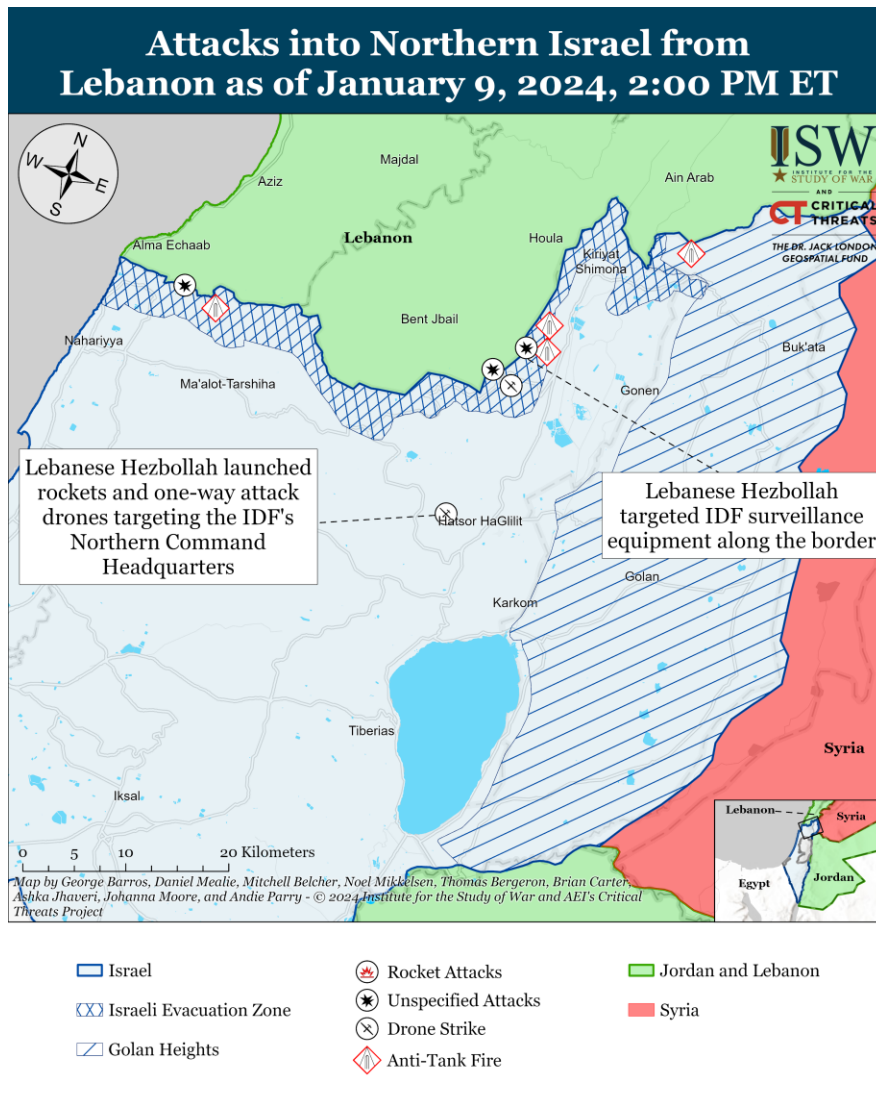 Attacks into Northern Israel from
Lebanon as of January 9, 2024, 2:00 PM ET
N
W
E
S
ISW
INSTITUTE FOR THE
STUDY OF WAR
AND
CT CRITICAL
THREATS
THE DR. JACK LONDON
GEOSPATIAL FUND
Majdal
Aziz
Ain Arab
Alma Echaab
Lebanon
Houla
Kiriyat
Shimona
Bent Jbail
Nahariyya
Buk'ata
Ma'alot-Tarshiha
Gonen
Lebanese Hezbollah launched
rockets and one-way attack
drones targeting the IDF's
Northern Command
Headquarters
Lebanese Hezbollah
targeted IDF surveillance
equipment along the border
Hatsor HaGlilit
Golan
Karkom
Tiberias
Syria
Iksal
Lebanon
Syria
Egypt
Jordan
0 5 10 20 Kilometers
Map by George Barros, Daniel Mealie, Mitchell Belcher, Noel Mikkelsen, Thomas Bergeron, Brian Carter,
Ashka Jhaveri, Johanna Moore, and Andie Parry - © 2024 Institute for the Study of War and AEI's Critical
Threats Project
Israel
Israeli Evacuation Zone
Golan Heights
Rocket Attacks
Unspecified Attacks
Drone Strike
Anti-Tank Fire
Jordan and Lebanon
Syria